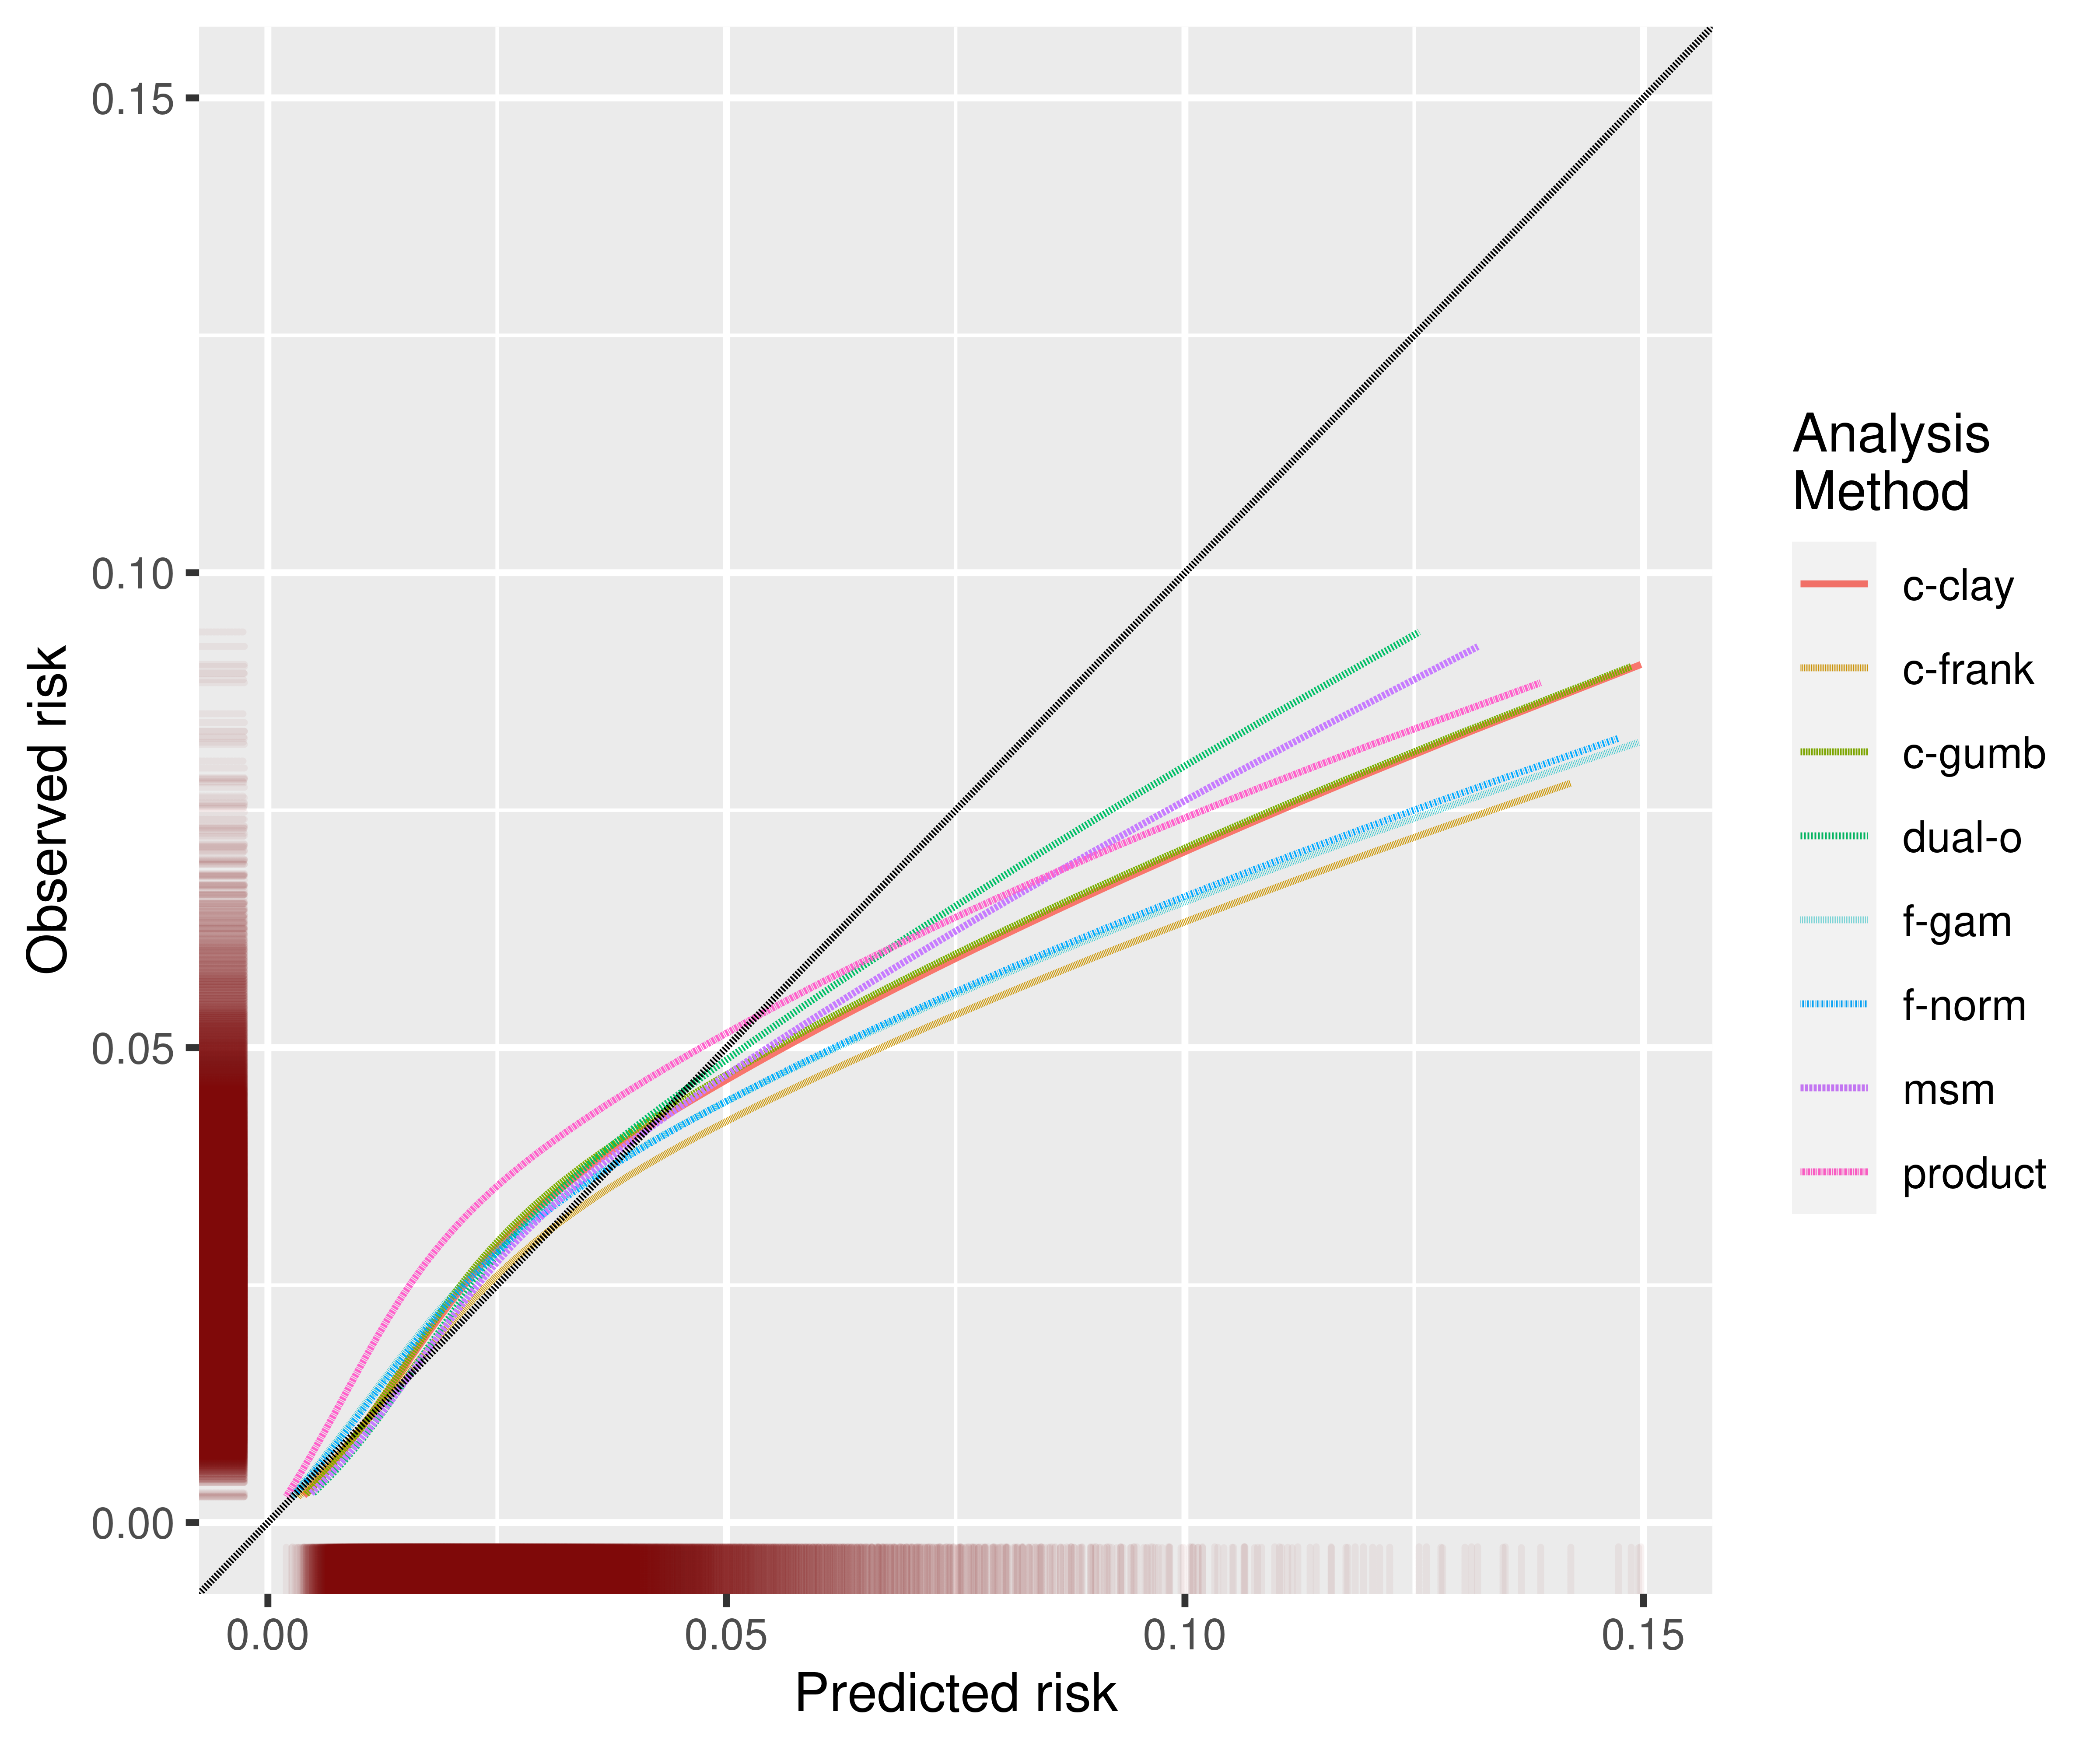 0.15
0.10
0.05
0.00
Observed risk
0.00
0.05
0.10
0.15
Predicted risk
Analysis
Method
c-clay
c-frank
c-gumb
dual-o
f-gam
f-norm
msm
product